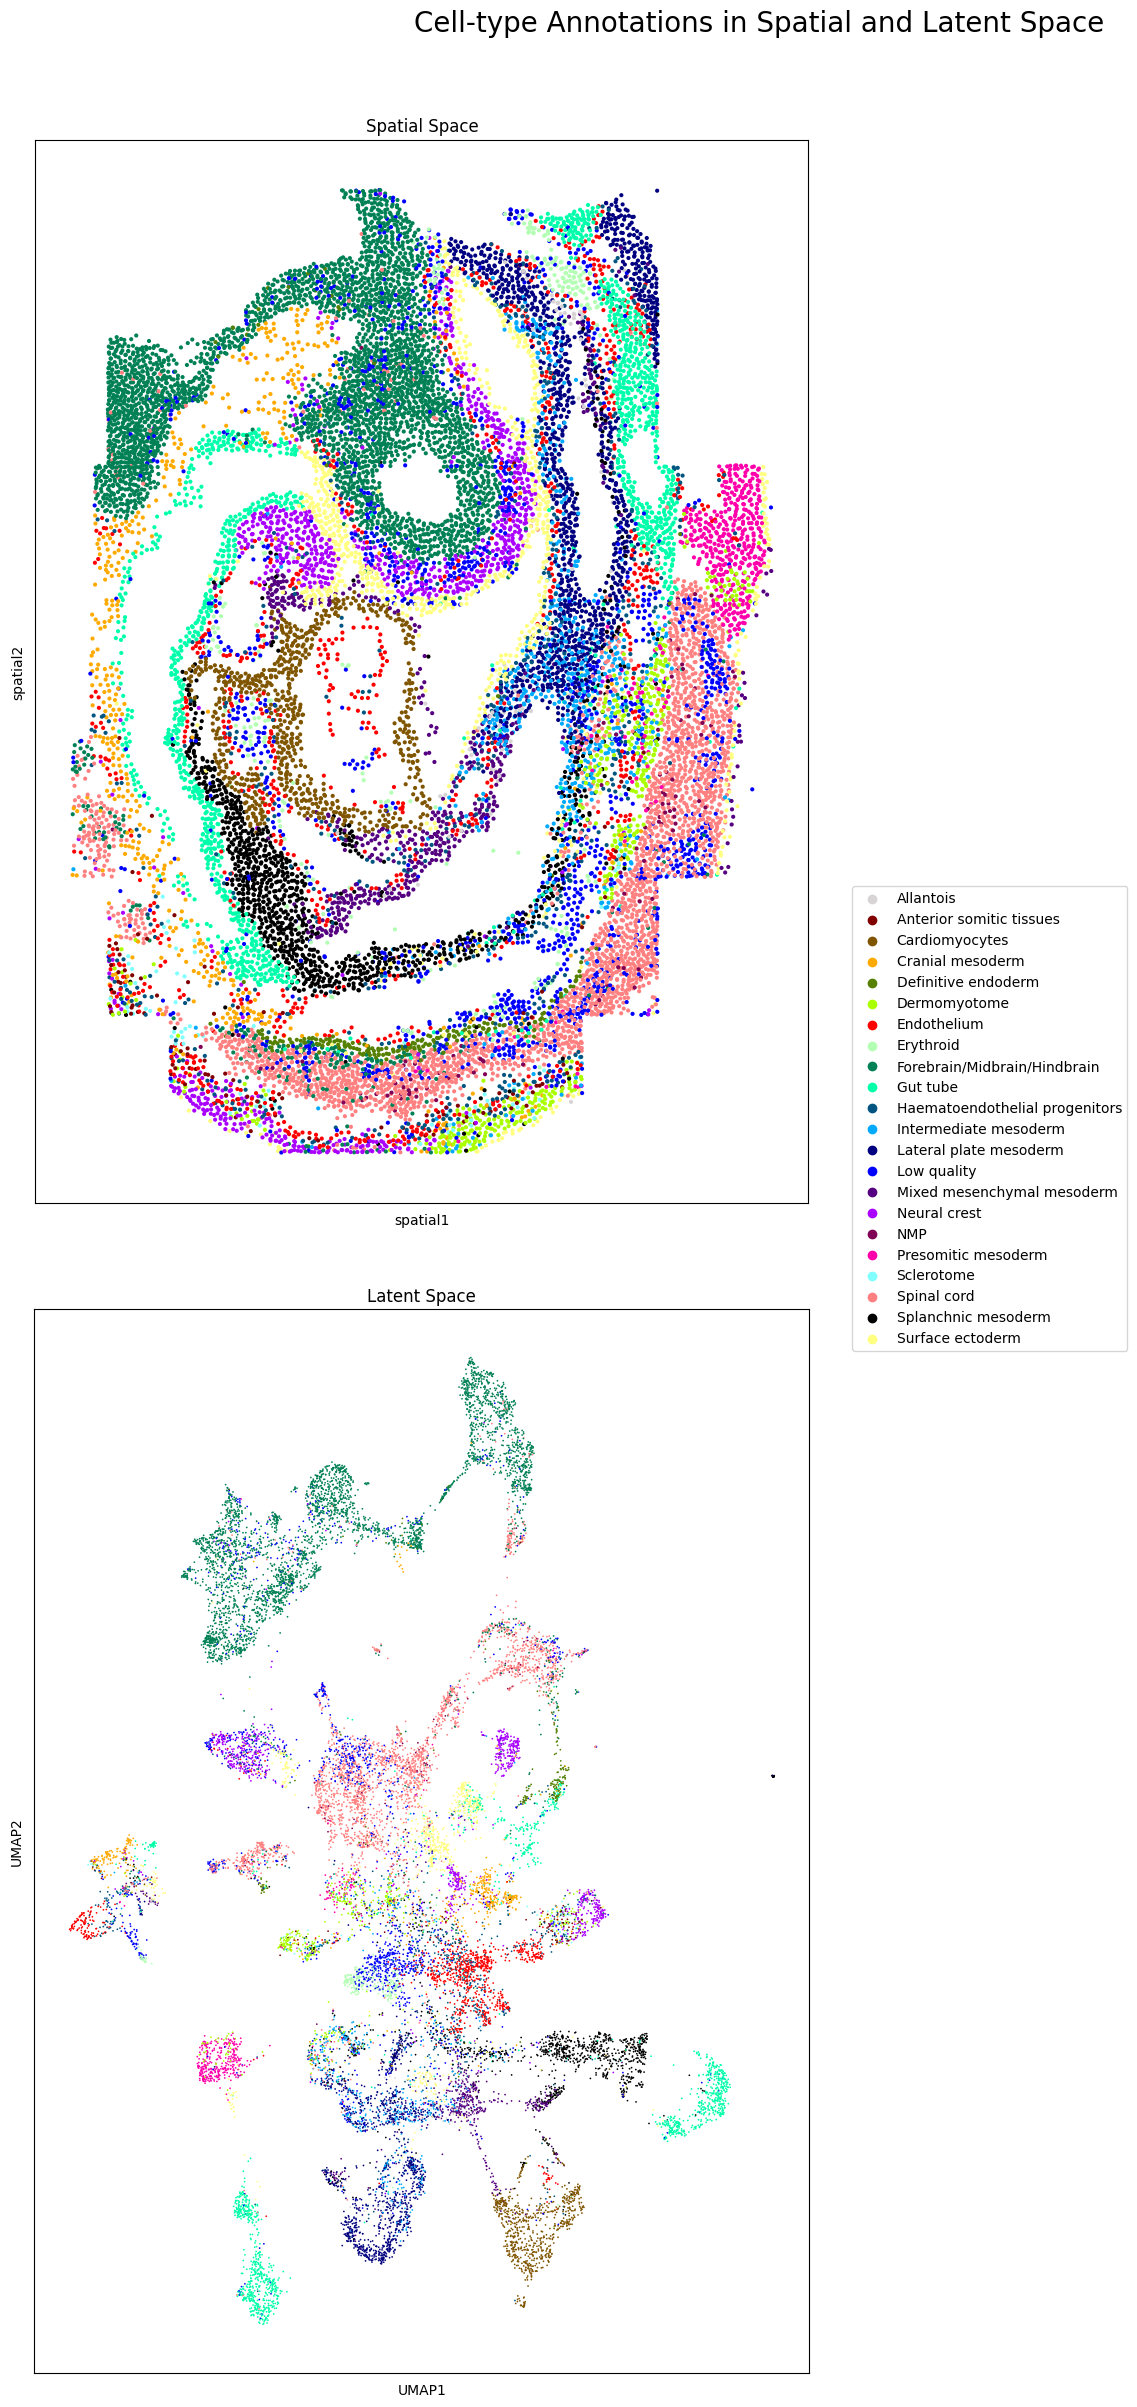 Cell-type Annotations in Spatial and Latent Space
Spatial Space
spatial2
spatial1
Allantois
Anterior somitic tissues
Cardiomyocytes
Cranial mesoderm
Definitive endoderm
Dermomyotome
Endothelium
Erythroid
Forebrain/Midbrain/Hindbrain
Gut tube
Haematoendothelial progenitors
Intermediate mesoderm
Lateral plate mesoderm
Low quality
Mixed mesenchymal mesoderm
Neural crest
NMP
Presomitic mesoderm
Sclerotome
Spinal cord
Splanchnic mesoderm
Surface ectoderm
Latent Space
UMAP2
UMAP1